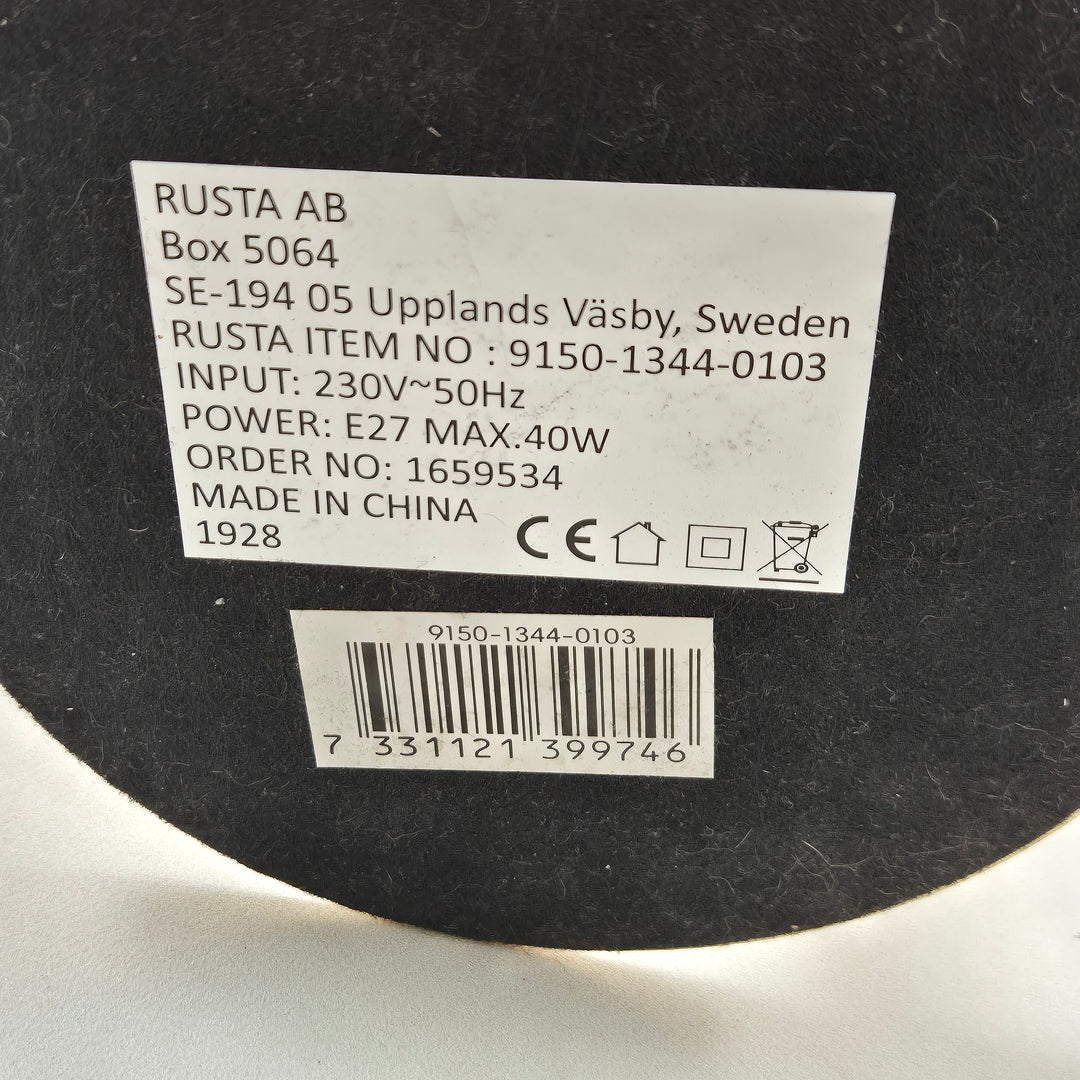 RUSTA AB
Box 5064
SE-194 05 Upplands Väsby, Sweden
RUSTA ITEM NO : 9150-1344-0103
INPUT: 230V~50Hz
POWER: E27 MAX.40W
ORDER NO: 1659534
MADE IN CHINA
1928
CE
9150-1344-0103
7 331121 399746